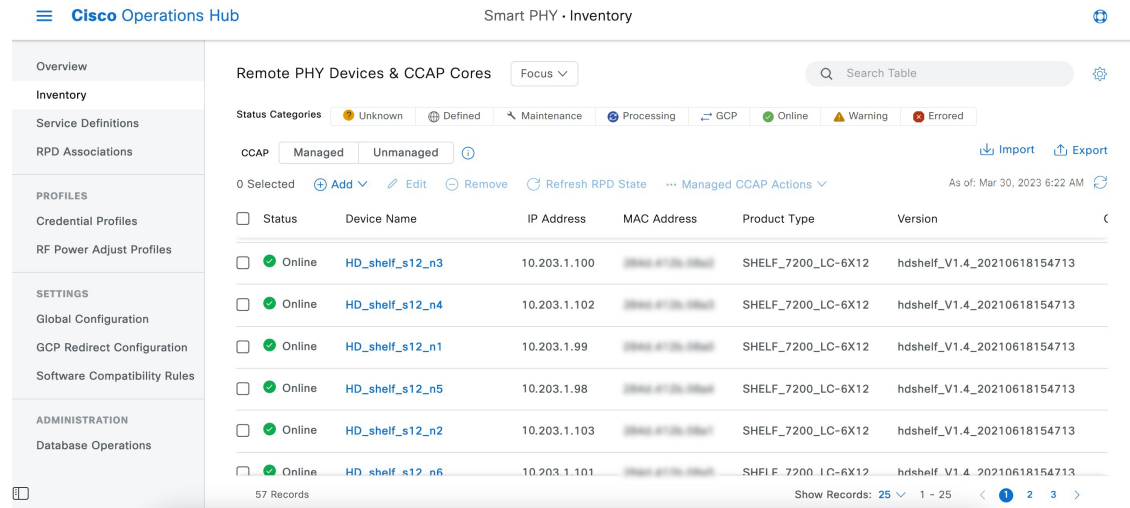 Cisco Operations Hub
Smart PHY • Inventory
Overview
Inventory
Service Definitions
RPD Associations
PROFILES
Credential Profiles
RF Power Adjust Profiles
SETTINGS
Global Configuration
GCP Redirect Configuration
Software Compatibility Rules
ADMINISTRATION
Database Operations
Remote PHY Devices & CCAP Cores Focus
Search Table
Status Categories Unknown Defined Maintenance Processing GCP Online Warning Errored
CCAP Managed Unmanaged
Import Export
0 Selected Add Edit Remove Refresh RPD State ... Managed CCAP Actions As of: Mar 30, 2023 6:22 AM
Status Device Name IP Address MAC Address Product Type Version
Online HD_shelf_s12_n3 10.203.1.100 SHELF_7200_LC-6X12 hdshelf_V1.4_20210618154713
Online HD_shelf_s12_n4 10.203.1.102 SHELF_7200_LC-6X12 hdshelf_V1.4_20210618154713
Online HD_shelf_s12_n1 10.203.1.99 SHELF_7200_LC-6X12 hdshelf_V1.4_20210618154713
Online HD_shelf_s12_n5 10.203.1.98 SHELF_7200_LC-6X12 hdshelf_V1.4_20210618154713
Online HD_shelf_s12_n2 10.203.1.103 SHELF_7200_LC-6X12 hdshelf_V1.4_20210618154713
Online HD_shelf_s12_n6 10.203.1.101 SHELF_7200_LC-6X12 hdshelf_V1.4_20210618154713
57 Records Show Records: 25 1 - 25 1 2 3